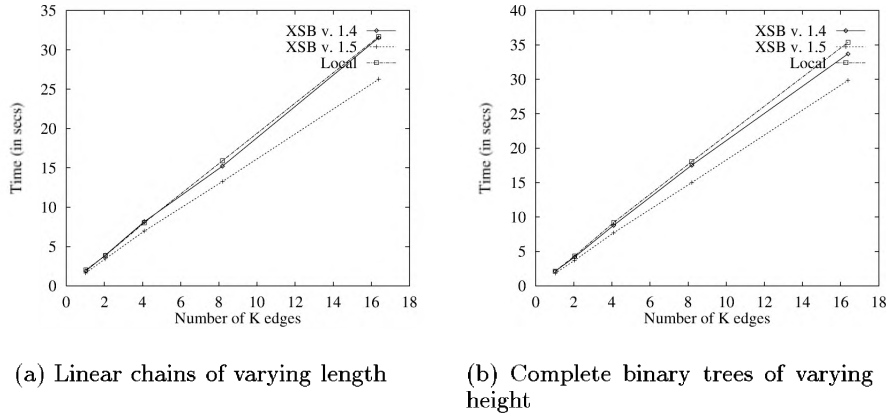 35
30
25
20
15
10
5
0
Time (in secs)
XSB v. 1.4
XSB v. 1.5
Local
0 2 4 6 8 10 12 14 16 18
Number of K edges
(a) Linear chains of varying length
40
35
30
25
20
15
10
5
0
Time (in secs)
XSB v. 1.4
XSB v. 1.5
Local
0 2 4 6 8 10 12 14 16 18
Number of K edges
(b) Complete binary trees of varying
height